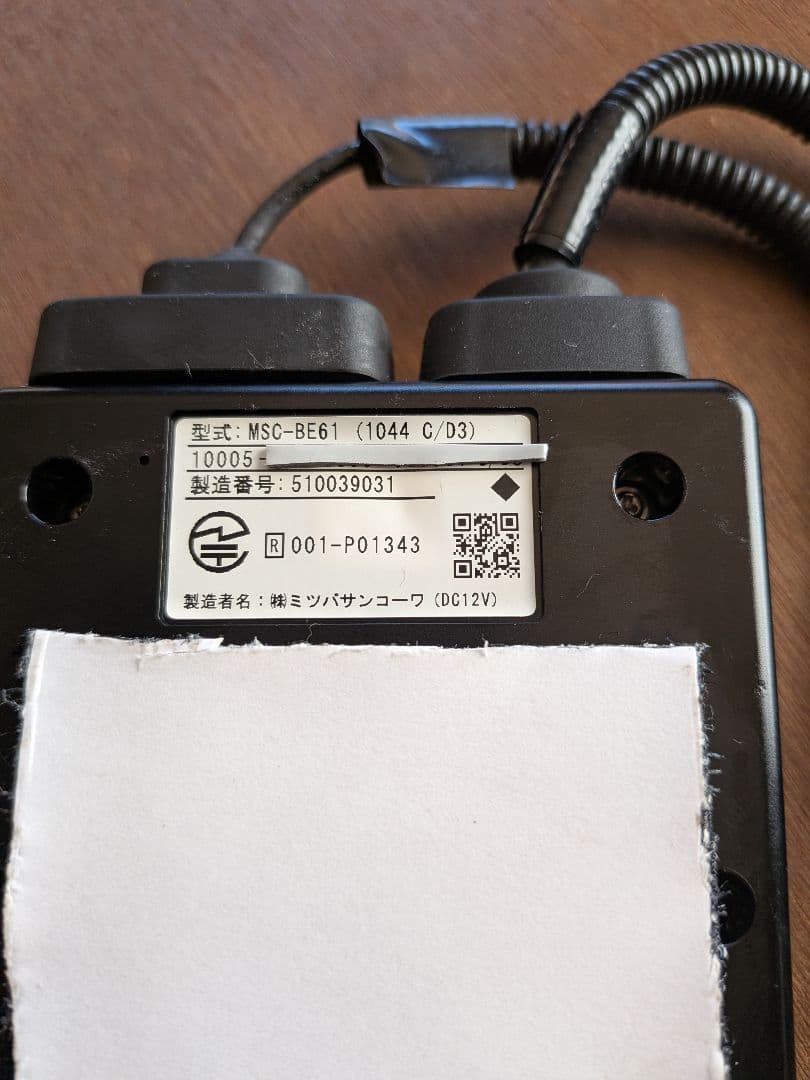 型式:MSC-BE61 (1044 C/D3)
10005-
製造番号:510039031
R 001-P01343
製造者名:㈱ミツバサンコーワ(DC12V)